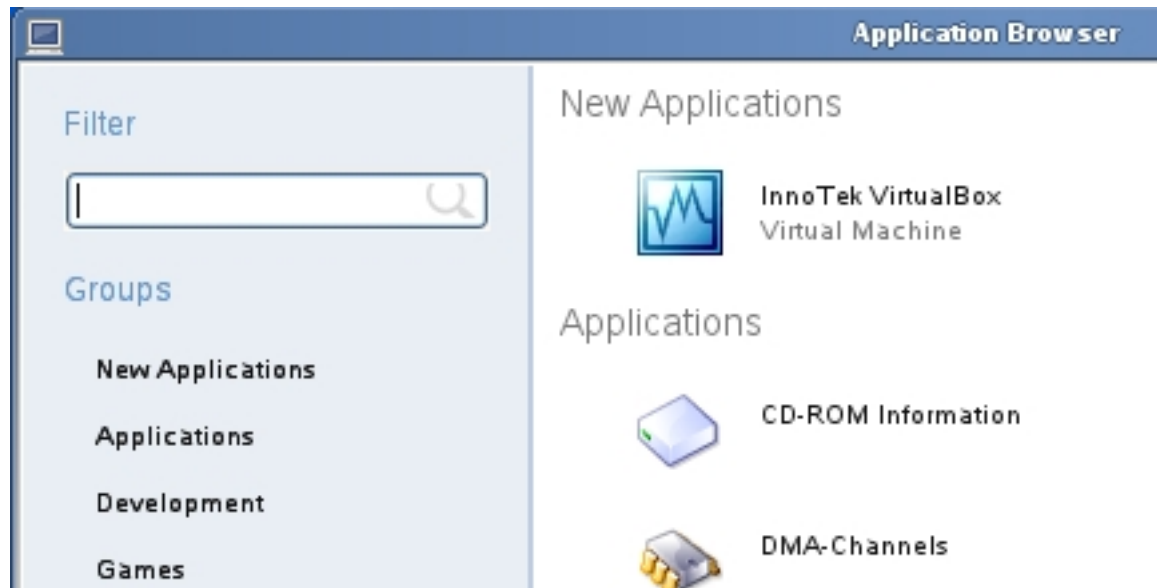 Application Browser
Filter
Groups
New Applications
Applications
Development
Games
New Applications
InnoTek VirtualBox
Virtual Machine
Applications
CD-ROM Information
DMA-Channels